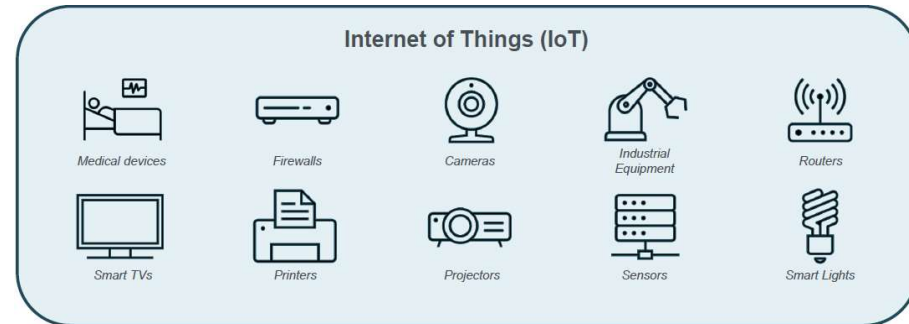 Internet of Things (IoT)
Medical devices
Firewalls
Cameras
Industrial
Equipment
Routers
Smart TVs
Printers
Projectors
Sensors
Smart Lights